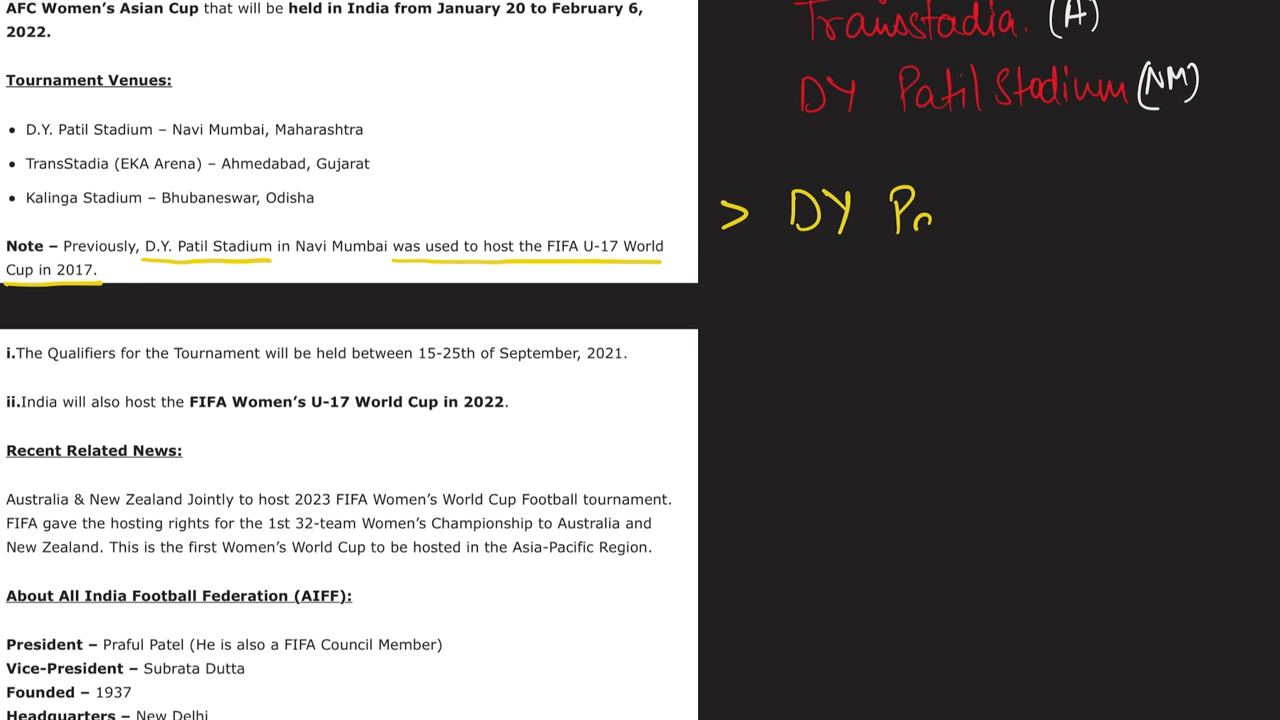 AFC Women’s Asian Cup that will be held in India from January 20 to February 6,
2022.
Tournament Venues:
• D.Y. Patil Stadium – Navi Mumbai, Maharashtra
• TransStadia (EKA Arena) – Ahmedabad, Gujarat
• Kalinga Stadium – Bhubaneswar, Odisha
Note – Previously, D.Y. Patil Stadium in Navi Mumbai was used to host the FIFA U-17 World
Cup in 2017.
i.The Qualifiers for the Tournament will be held between 15-25th of September, 2021.
ii.India will also host the FIFA Women’s U-17 World Cup in 2022.
Recent Related News:
Australia & New Zealand Jointly to host 2023 FIFA Women’s World Cup Football tournament.
FIFA gave the hosting rights for the 1st 32-team Women’s Championship to Australia and
New Zealand. This is the first Women’s World Cup to be hosted in the Asia-Pacific Region.
About All India Football Federation (AIFF):
President – Praful Patel (He is also a FIFA Council Member)
Vice-President – Subrata Dutta
Founded – 1937
Headquarters – New Delhi
Transstadia. (A)
DY Patil Stadium (NM)
> DY Pa